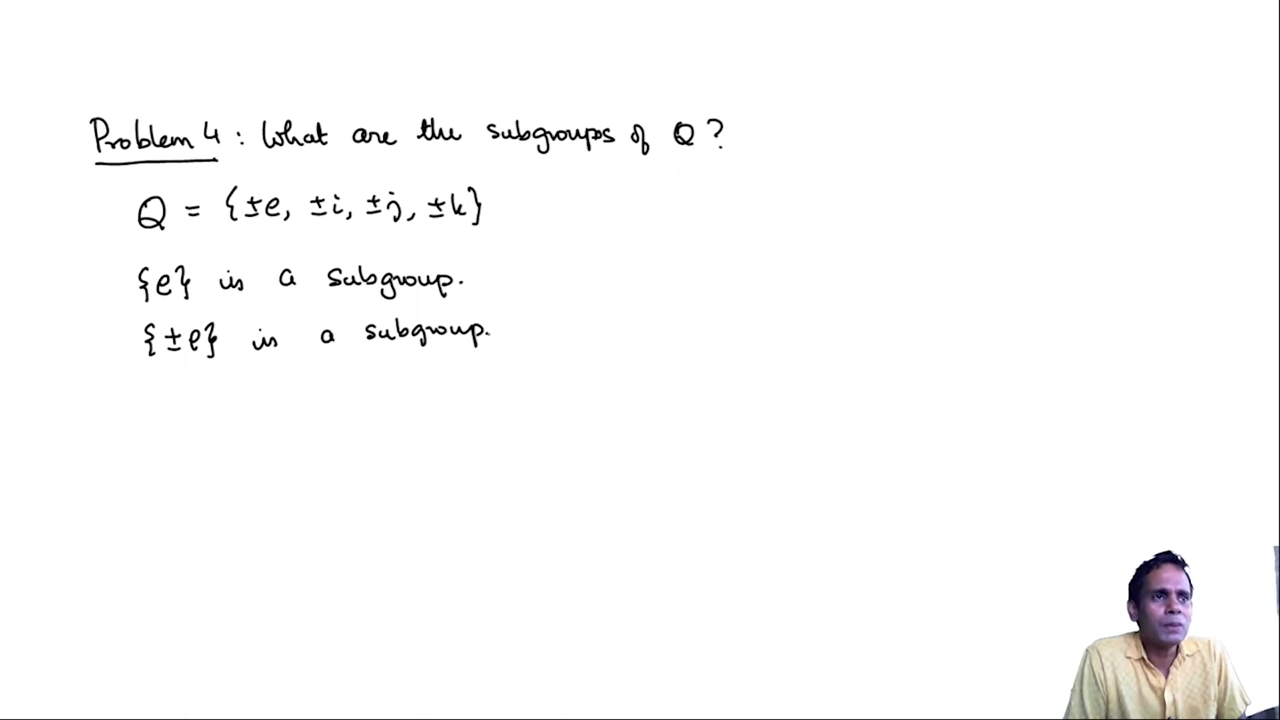 Problem 4 : What are the subgroups of Q ?
Q = {±e, ±i, ±j, ±k}
{e} is a subgroup.
{±e} is a subgroup.